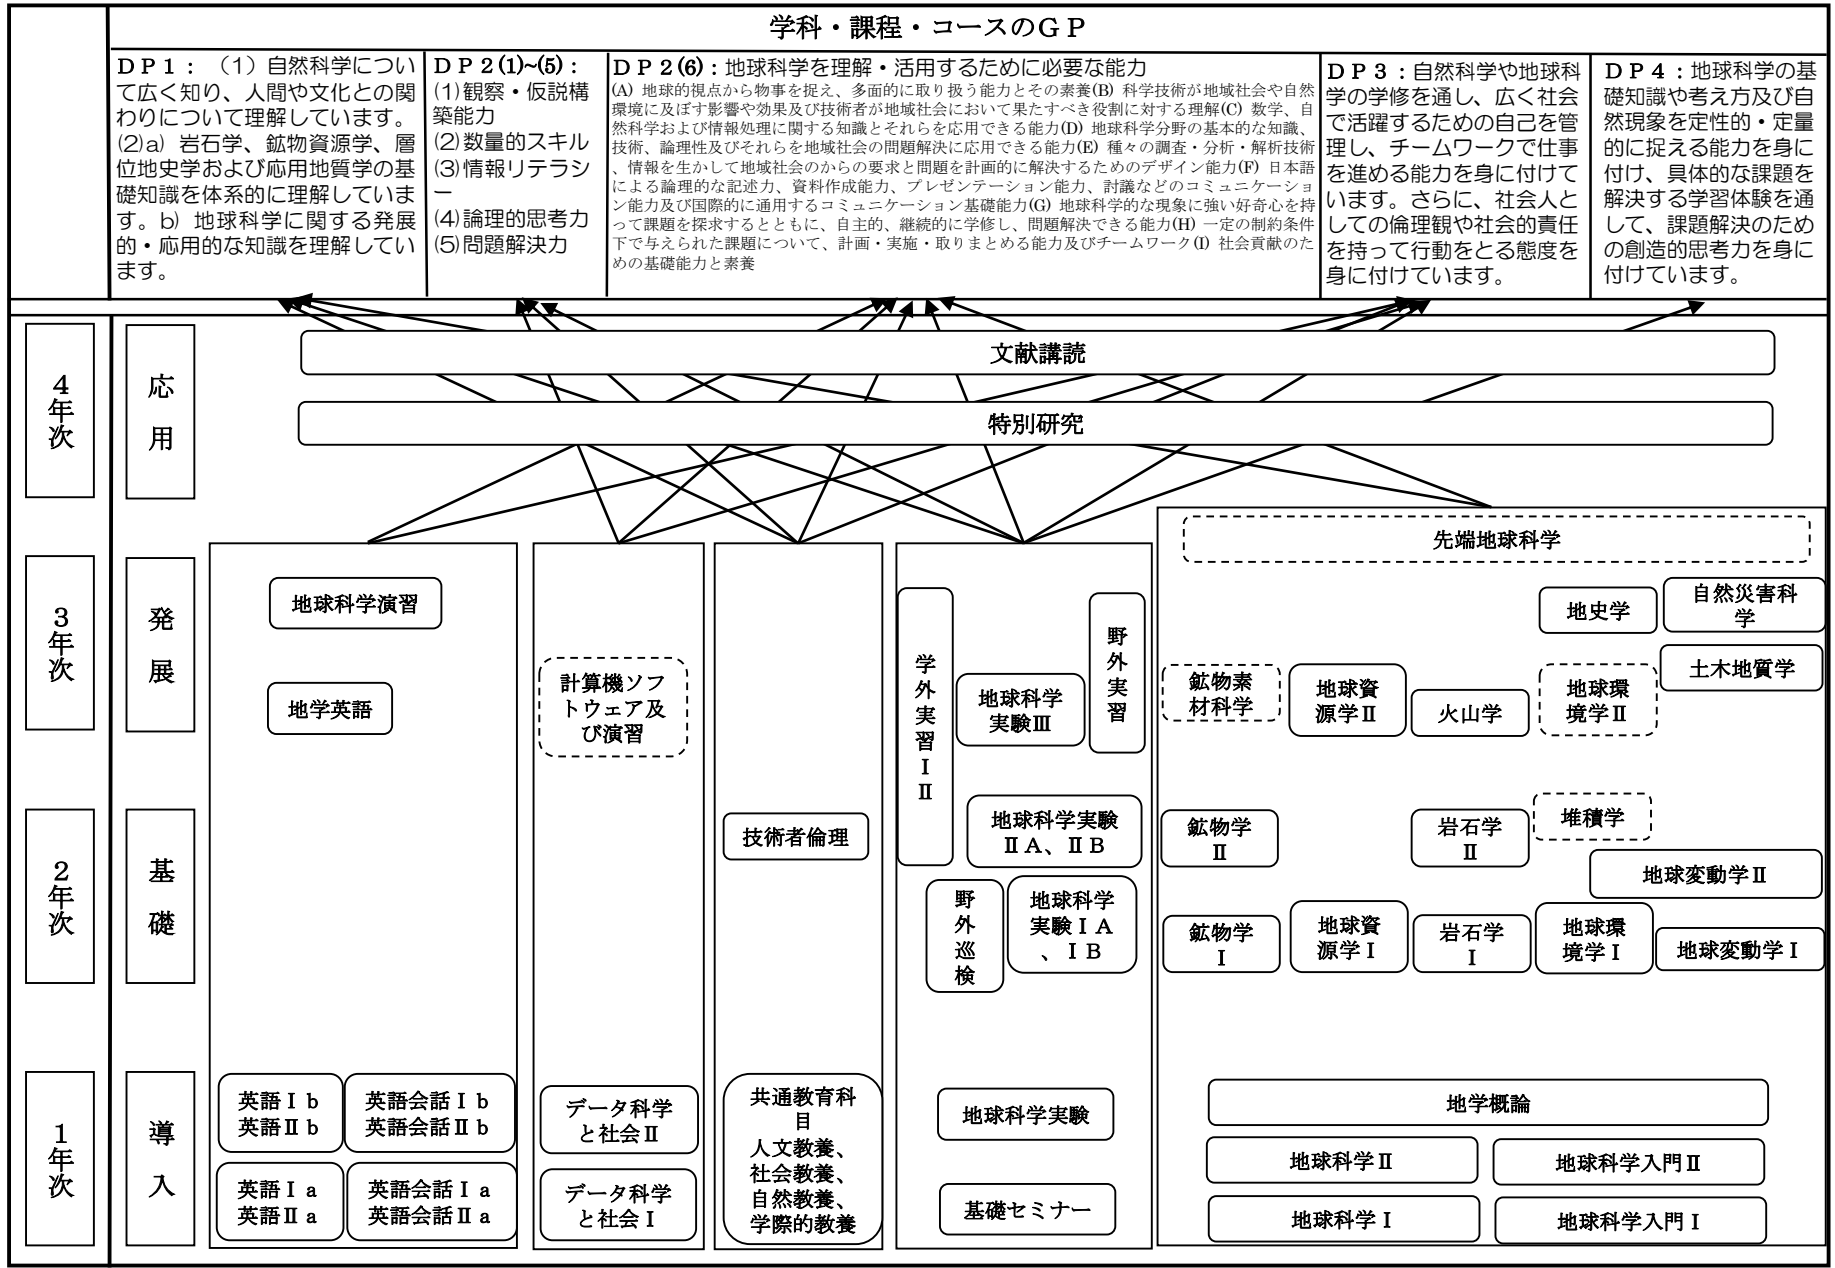 学科・課程・コースのＧＰ
ＤＰ１：（１）自然科学につい
て広く知り、人間や文化との関
わりについて理解しています。
(2)a) 岩石学、鉱物資源学、層
位地史学および応用地質学の基
礎知識を体系的に理解していま
す。b) 地球科学に関する発展
的・応用的な知識を理解してい
ます。
ＤＰ２(1)~(5)：
(1)観察・仮説構
築能力
(2)数量的スキル
(3)情報リテラシ
ー
(4)論理的思考力
(5)問題解決力
ＤＰ２(6)：地球科学を理解・活用するために必要な能力
(A) 地球的視点から物事を捉え、多面的に取り扱う能力とその素養(B) 科学技術が地域社会や自然
環境に及ぼす影響や効果及び技術者が地域社会において果たすべき役割に対する理解(C) 数学、自
然科学および情報処理に関する知識とそれらを応用できる能力(D) 地球科学分野の基本的な知識、
技術、論理性及びそれらを地域社会の問題解決に応用できる能力(E) 種々の調査・分析・解析技術
、情報を生かして地域社会のからの要求と問題を計画的に解決するためのデザイン能力(F) 日本語
による論理的な記述力、資料作成能力、プレゼンテーション能力、討議などのコミュニケーショ
ン能力及び国際的に通用するコミュニケーション基礎能力(G) 地球科学的な現象に強い好奇心を持
って課題を探求するとともに、自主的、継続的に学修し、問題解決できる能力(H) 一定の制約条件
下で与えられた課題について、計画・実施・取りまとめる能力及びチームワーク(I) 社会貢献のた
めの基礎能力と素養
ＤＰ３：自然科学や地球科
学の学修を通し、広く社会
で活躍するための自己を管
理し、チームワークで仕事
を進める能力を身に付けて
います。さらに、社会人と
しての倫理観や社会的責任
を持って行動をとる態度を
身に付けています。
ＤＰ４：地球科学の基
礎知識や考え方及び自
然現象を定性的・定量
的に捉える能力を身に
付け、具体的な課題を
解決する学習体験を通
して、課題解決のため
の創造的思考力を身に
付けています。
４年次
応用
文献講読
特別研究
３年次
発展
地球科学演習
地学英語
計算機ソフ
トウェア及
び演習
学外実習ⅠⅡ
地球科学
実験Ⅲ
野外実習
先端地球科学
地史学
自然災害科
学
土木地質学
鉱物素
材科学
地球資
源学Ⅱ
火山学
地球環
境学Ⅱ
２年次
基礎
技術者倫理
地球科学実験
ⅡＡ、ⅡＢ
野外巡検
地球科学
実験ⅠＡ
、ⅠＢ
鉱物学
Ⅱ
岩石学
Ⅱ
堆積学
地球変動学Ⅱ
鉱物学
Ⅰ
地球資
源学Ⅰ
岩石学
Ⅰ
地球環
境学Ⅰ
地球変動学Ⅰ
１年次
導入
英語Ⅰｂ
英語Ⅱｂ
英語会話Ⅰｂ
英語会話Ⅱｂ
英語Ⅰａ
英語Ⅱａ
英語会話Ⅰａ
英語会話Ⅱａ
データ科学
と社会Ⅱ
データ科学
と社会Ⅰ
共通教育科
目
人文教養、
社会教養、
自然教養、
学際的教養
地球科学実験
基礎セミナー
地学概論
地球科学Ⅱ
地球科学入門Ⅱ
地球科学Ⅰ
地球科学入門Ⅰ